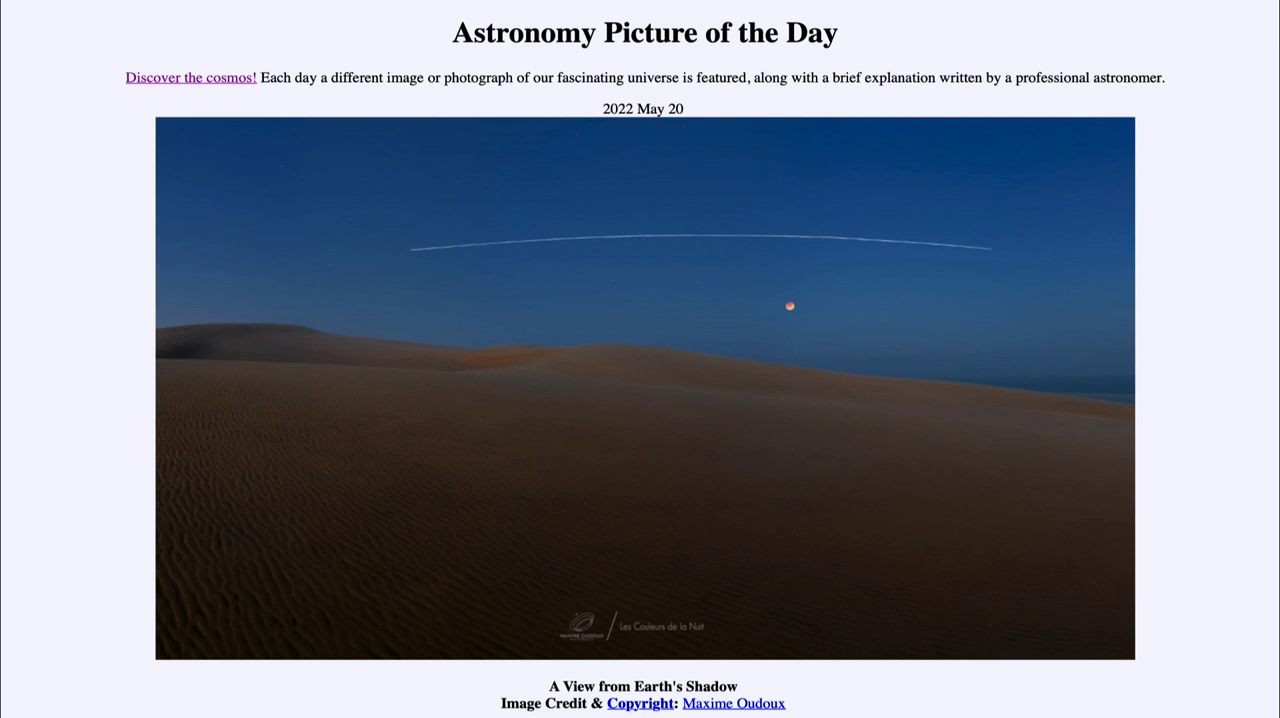 Astronomy Picture of the Day
Discover the cosmos! Each day a different image or photograph of our fascinating universe is featured, along with a brief explanation written by a professional astronomer.
2022 May 20
MAXIME OUDOUX
Les Couleurs de la Nuit
A View from Earth's Shadow
Image Credit & Copyright: Maxime Oudoux